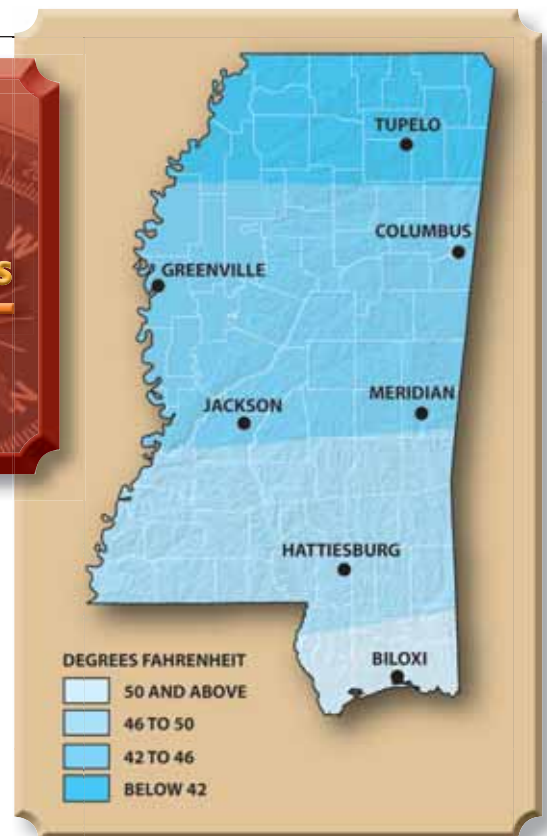 TUPELO
COLUMBUS
GREENVILLE
JACKSON
MERIDIAN
HATTIESBURG
BILOXI
DEGREES FAHRENHEIT
50 AND ABOVE
46 TO 50
42 TO 46
BELOW 42